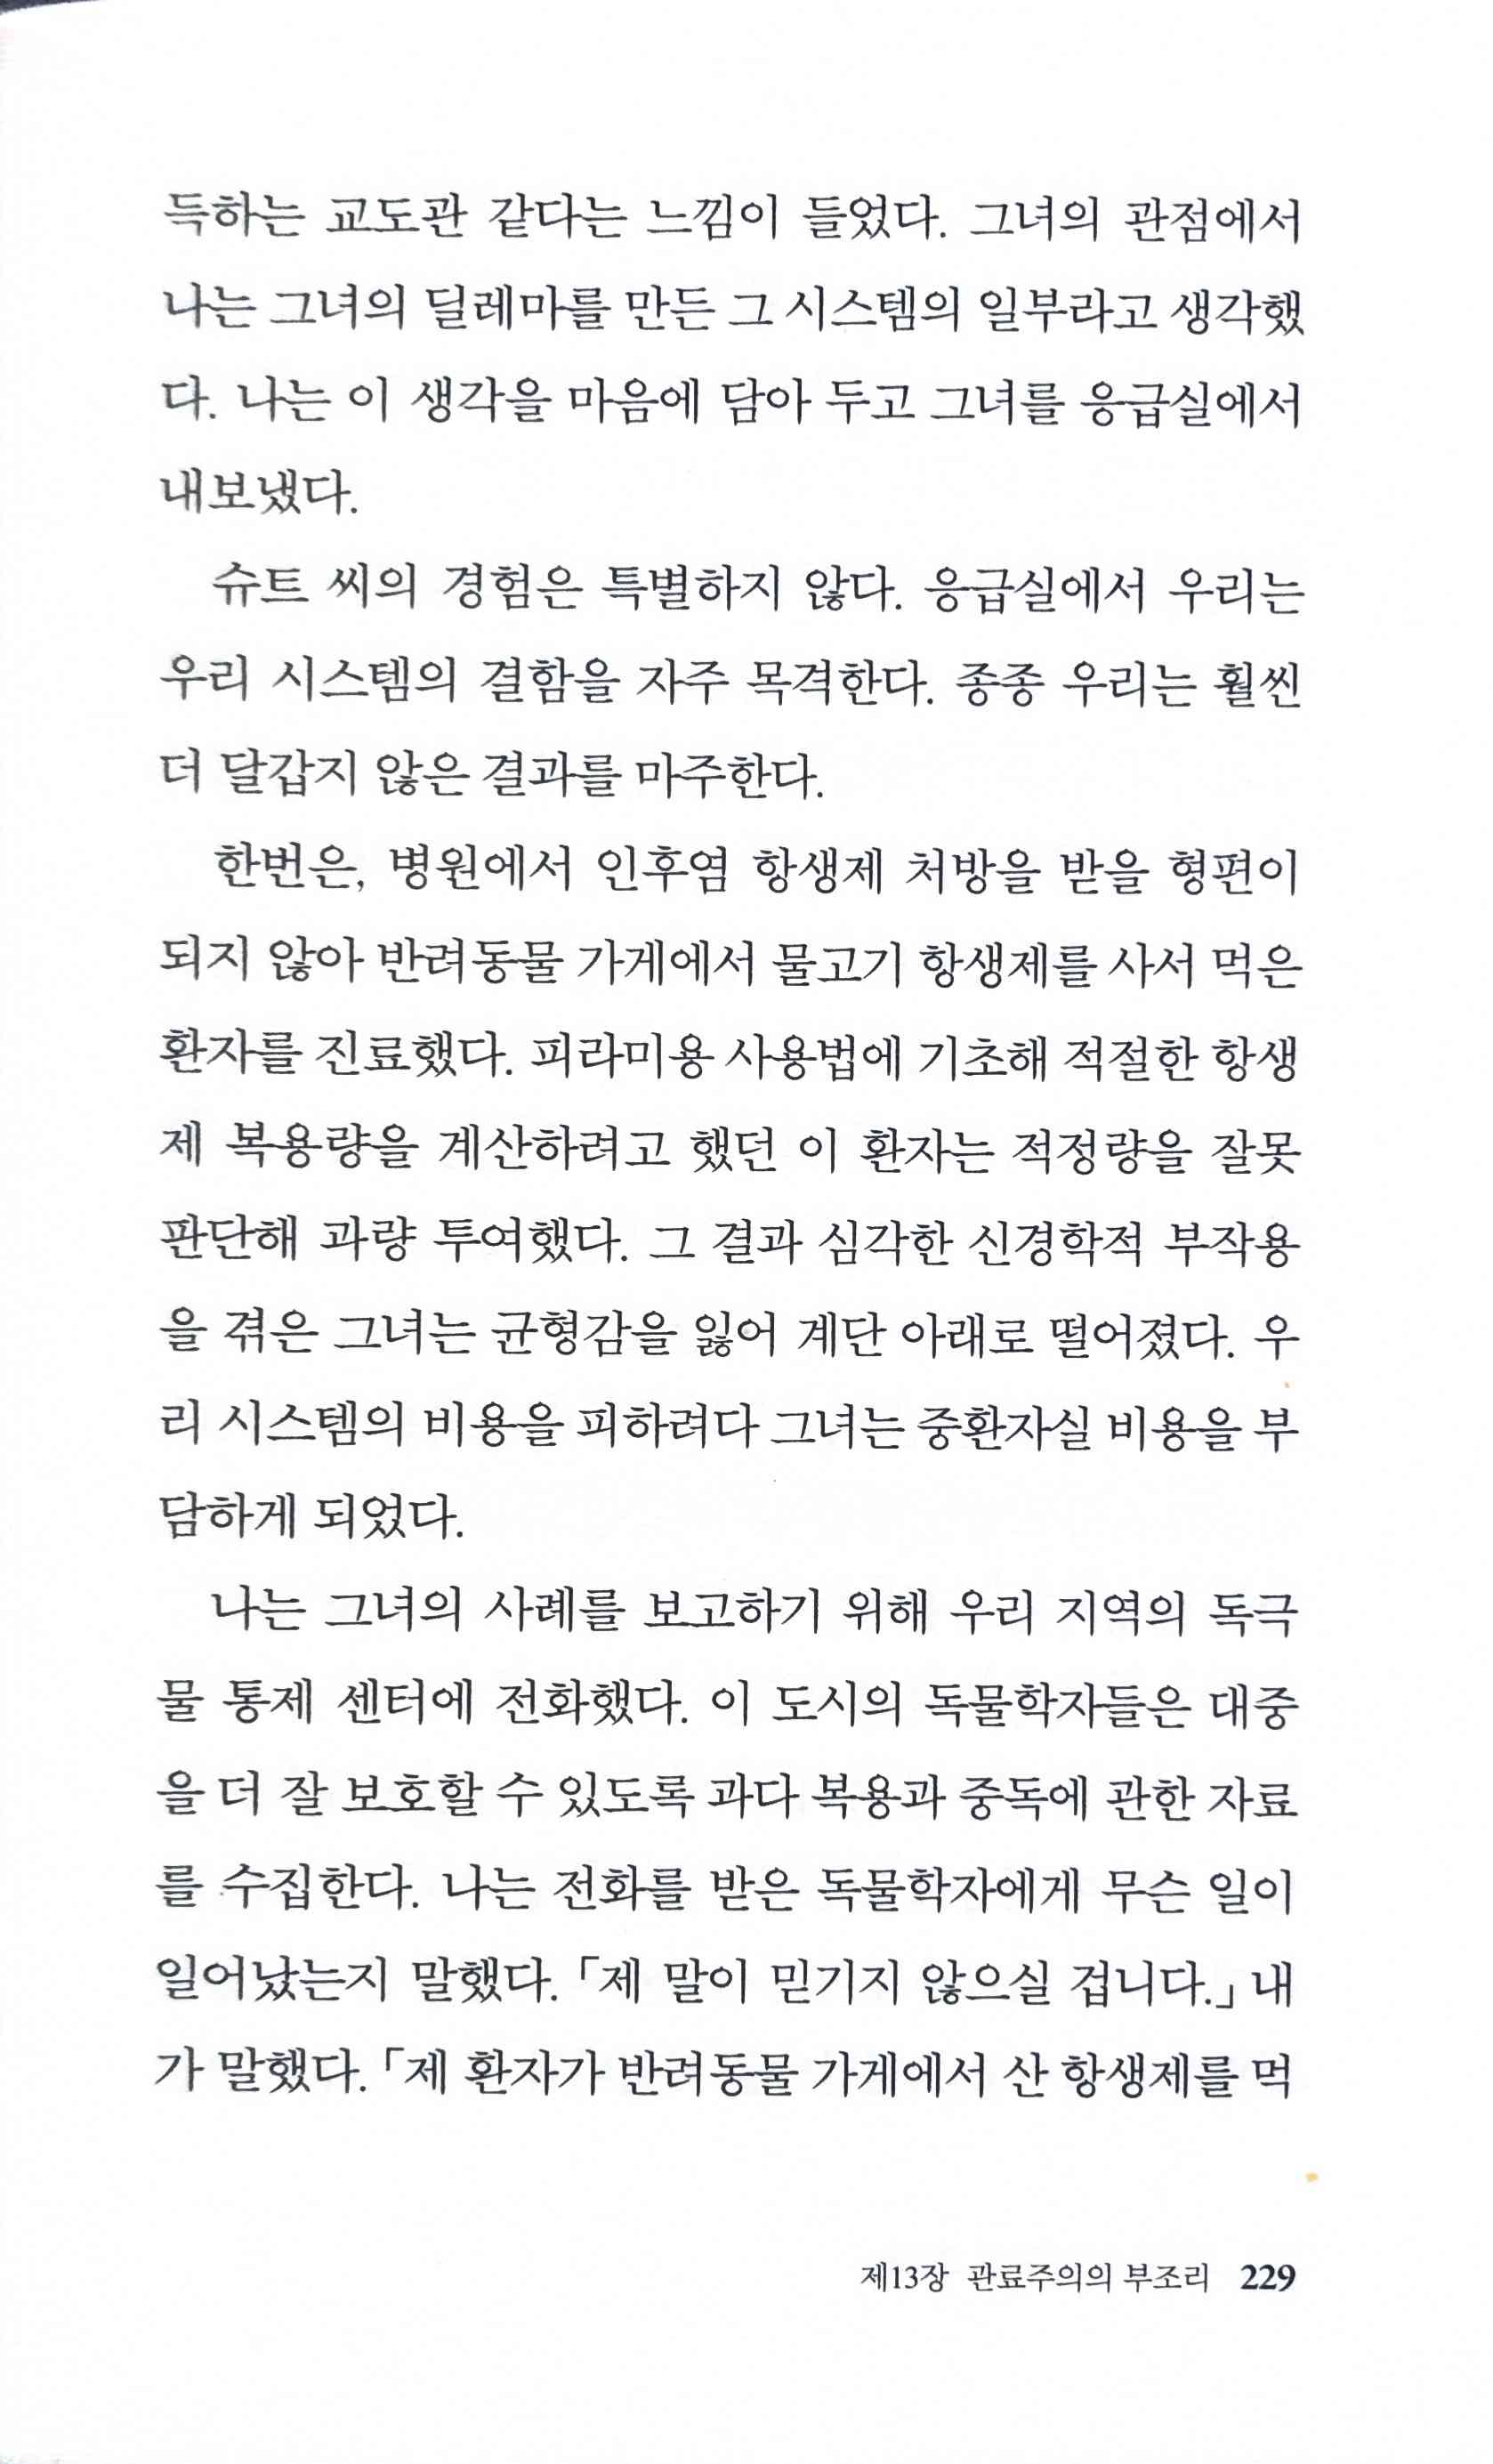 득하는 교도관 같다는 느낌이 들었다. 그녀의 관점에서
나는 그녀의 딜레마를 만든 그 시스템의 일부라고 생각했
다. 나는 이 생각을 마음에 담아 두고 그녀를 응급실에서
내보냈다.
슈트 씨의 경험은 특별하지 않다. 응급실에서 우리는
우리 시스템의 결함을 자주 목격한다. 종종 우리는 훨씬
더 달갑지 않은 결과를 마주한다.
한번은, 병원에서 인후염 항생제 처방을 받을 형편이
되지 않아 반려동물 가게에서 물고기 항생제를 사서 먹은
환자를 진료했다. 피라미용 사용법에 기초해 적절한 항생
제 복용량을 계산하려고 했던 이 환자는 적정량을 잘못
판단해 과량 투여했다. 그 결과 심각한 신경학적 부작용
을 겪은 그녀는 균형감을 잃어 계단 아래로 떨어졌다. 우
리 시스템의 비용을 피하려다 그녀는 중환자실 비용을 부
담하게 되었다.
나는 그녀의 사례를 보고하기 위해 우리 지역의 독극
물 통제 센터에 전화했다. 이 도시의 독물학자들은 대중
을 더 잘 보호할 수 있도록 과다 복용과 중독에 관한 자료
를 수집한다. 나는 전화를 받은 독물학자에게 무슨 일이
일어났는지 말했다. 「제 말이 믿기지 않으실 겁니다.」 내
가 말했다. 「제 환자가 반려동물 가게에서 산 항생제를 먹
제13장 관료주의의 부조리 229